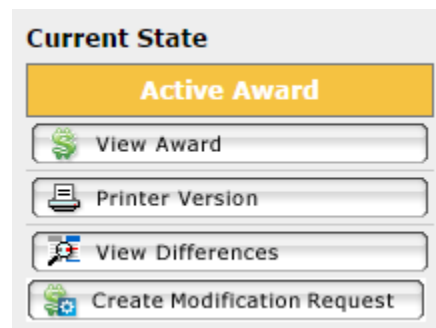 Current State
Active Award
View Award
Printer Version
View Differences
Create Modification Request